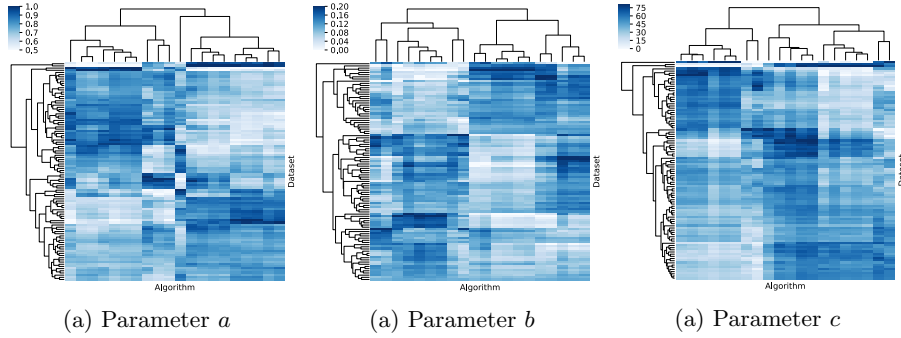 1.0
0.9
0.8
0.7
0.6
0.5
Dataset
Algorithm
(a) Parameter a
0,20
0,16
0,12
0,08
0,04
0,00
Dataset
Algorithm
(a) Parameter b
75
60
45
30
15
0
Dataset
Algorithm
(a) Parameter c